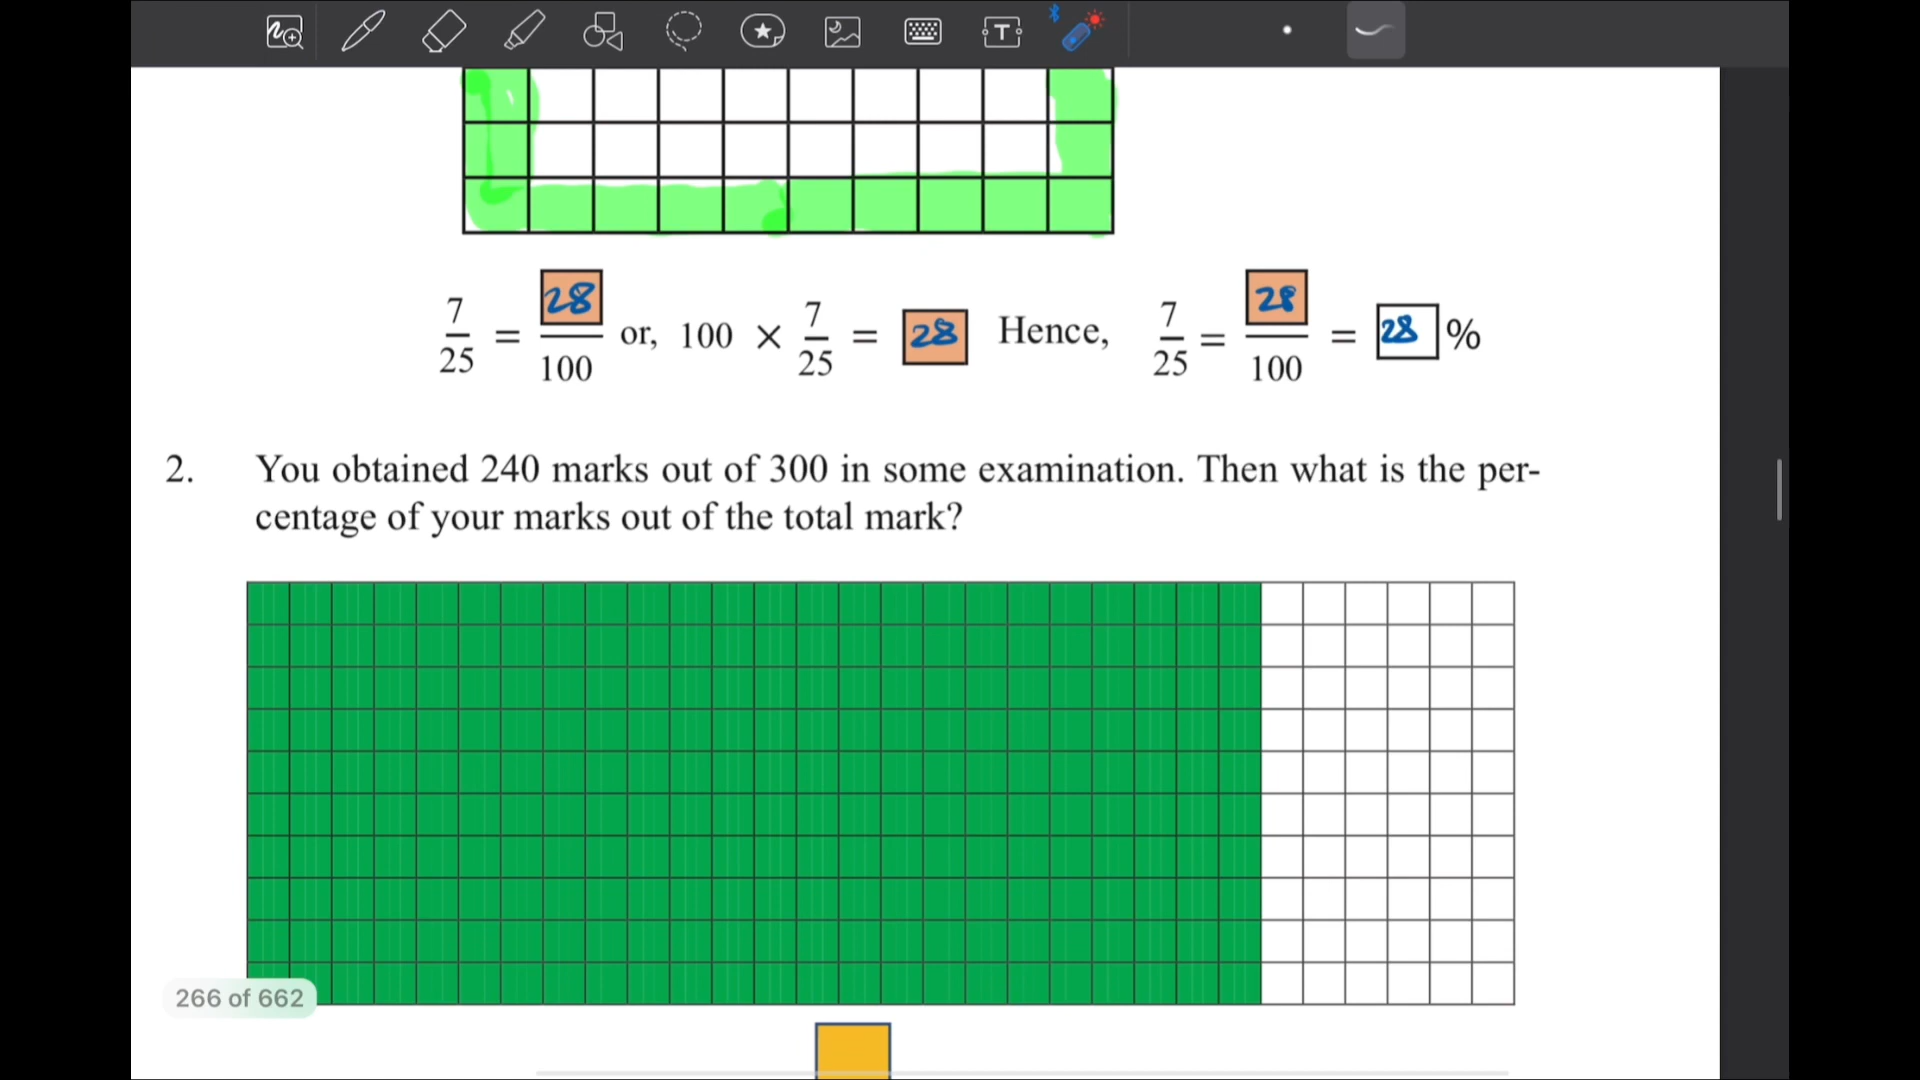 7/25 = 28/100 or, 100 × 7/25 = 28 Hence, 7/25 = 28/100 = 28 %
2. You obtained 240 marks out of 300 in some examination. Then what is the per-
centage of your marks out of the total mark?
266 of 662